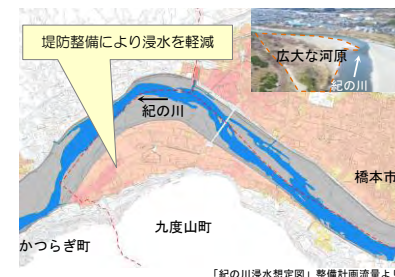 堤防整備により浸水を軽減
広大な河原
紀の川
紀の川
橋本市
九度山町
かつらぎ町
「紀の川浸水想定図」整備計画流量よ